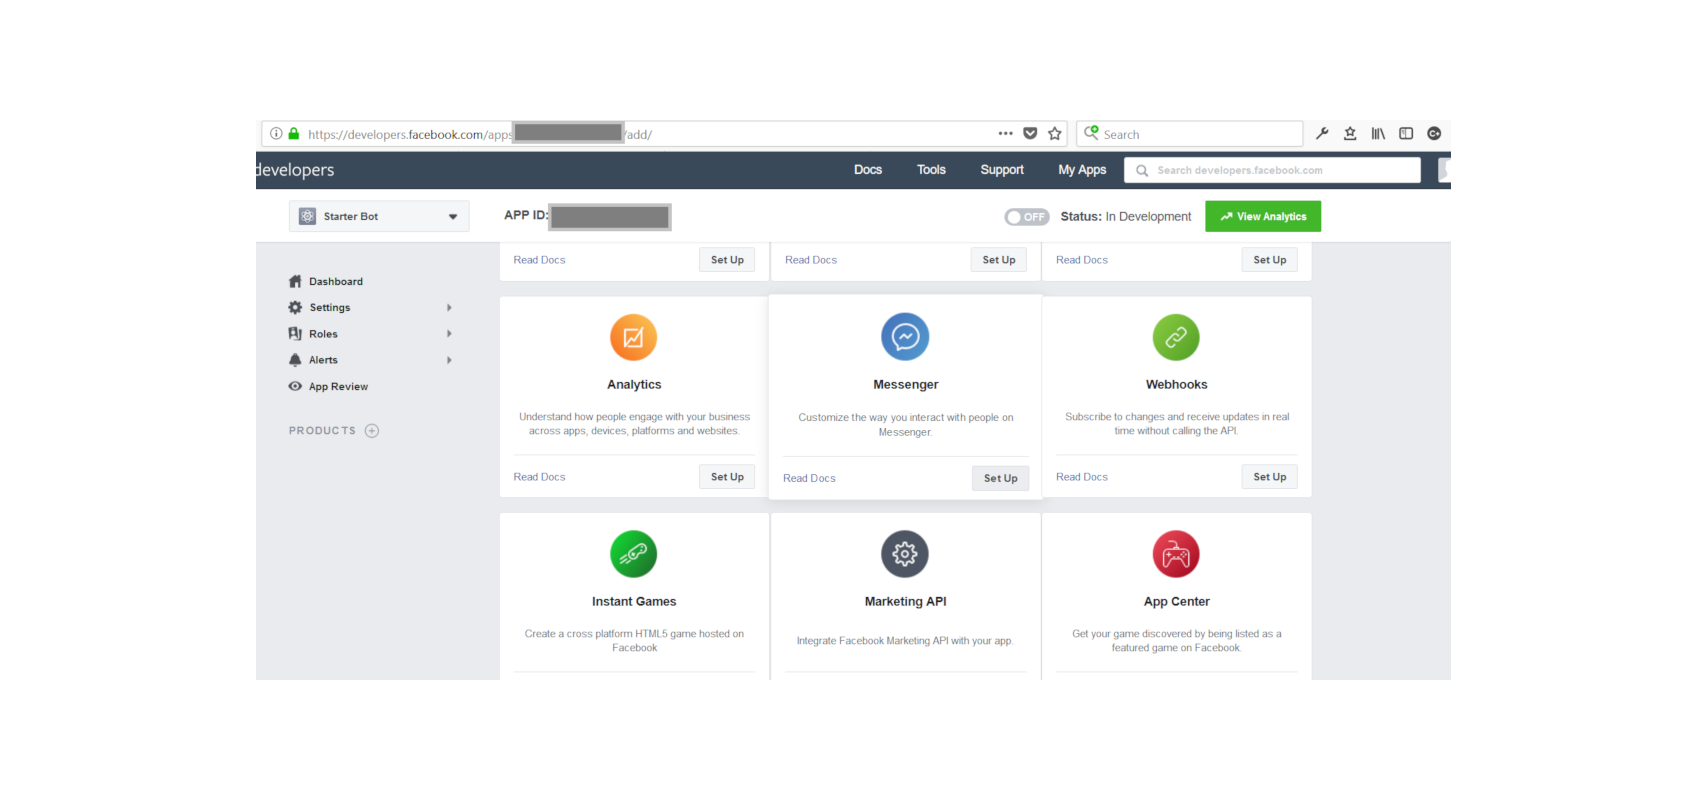 https://developers.facebook.com/apps /add/
Search
developers
Docs Tools Support My Apps
Search developers.facebook.com
Starter Bot
APP ID:
OFF
Status: In Development
View Analytics
Dashboard
Settings
Roles
Alerts
App Review
PRODUCTS
Read Docs Set Up
Read Docs Set Up
Read Docs Set Up
Analytics
Understand how people engage with your business
across apps, devices, platforms and websites.
Read Docs Set Up
Messenger
Customize the way you interact with people on
Messenger.
Read Docs Set Up
Webhooks
Subscribe to changes and receive updates in real
time without calling the API.
Read Docs Set Up
Instant Games
Create a cross platform HTML5 game hosted on
Facebook
Marketing API
Integrate Facebook Marketing API with your app.
App Center
Get your game discovered by being listed as a
featured game on Facebook.